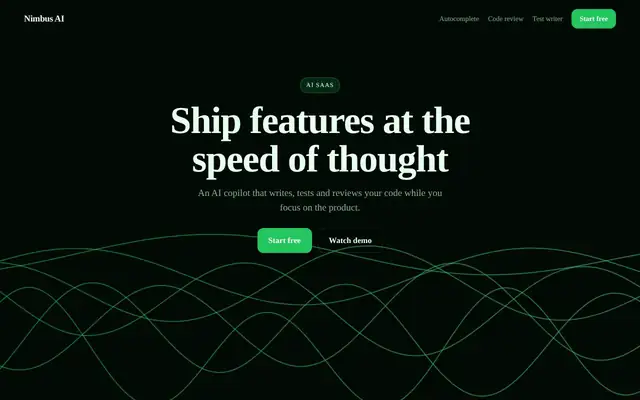 Nimbus AI
Autocomplete
Code review
Test writer
Start free
AI SAAS
Ship features at the
speed of thought
An AI copilot that writes, tests and reviews your code while you
focus on the product.
Start free
Watch demo